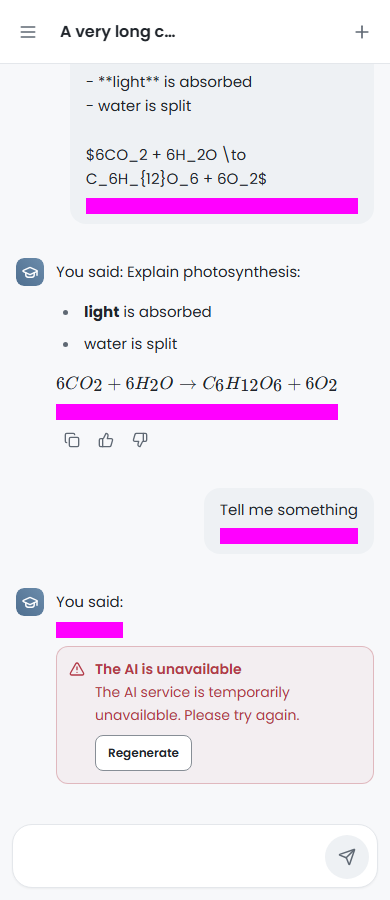 A very long c...
- **light** is absorbed
- water is split
$6CO_2 + 6H_2O \to
C_6H_{12}O_6 + 6O_2$
You said: Explain photosynthesis:
• light is absorbed
• water is split
6CO2 + 6H2O → C6H12O6 + 6O2
Tell me something
You said:
The AI is unavailable
The AI service is temporarily
unavailable. Please try again.
Regenerate